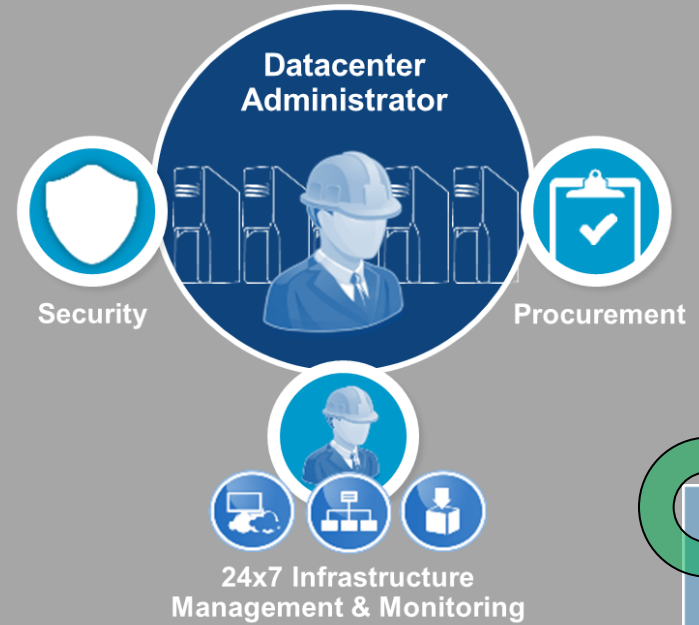 Datacenter
Administrator
Security
Procurement
24x7 Infrastructure
Management & Monitoring